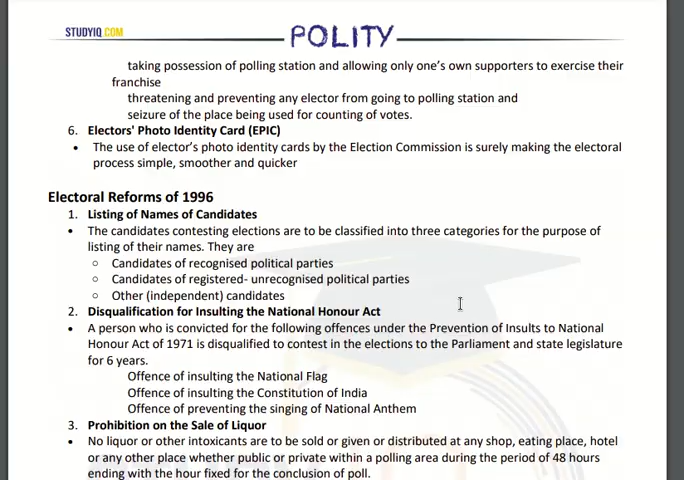 STUDYIQ.COM
POLITY
taking possession of polling station and allowing only one's own supporters to exercise their
franchise
threatening and preventing any elector from going to polling station and
seizure of the place being used for counting of votes.
6. Electors' Photo Identity Card (EPIC)
• The use of elector's photo identity cards by the Election Commission is surely making the electoral
process simple, smoother and quicker
Electoral Reforms of 1996
1. Listing of Names of Candidates
• The candidates contesting elections are to be classified into three categories for the purpose of
listing of their names. They are
○ Candidates of recognised political parties
○ Candidates of registered- unrecognised political parties
○ Other (independent) candidates
2. Disqualification for Insulting the National Honour Act
• A person who is convicted for the following offences under the Prevention of Insults to National
Honour Act of 1971 is disqualified to contest in the elections to the Parliament and state legislature
for 6 years.
Offence of insulting the National Flag
Offence of insulting the Constitution of India
Offence of preventing the singing of National Anthem
3. Prohibition on the Sale of Liquor
• No liquor or other intoxicants are to be sold or given or distributed at any shop, eating place, hotel
or any other place whether public or private within a polling area during the period of 48 hours
ending with the hour fixed for the conclusion of poll.